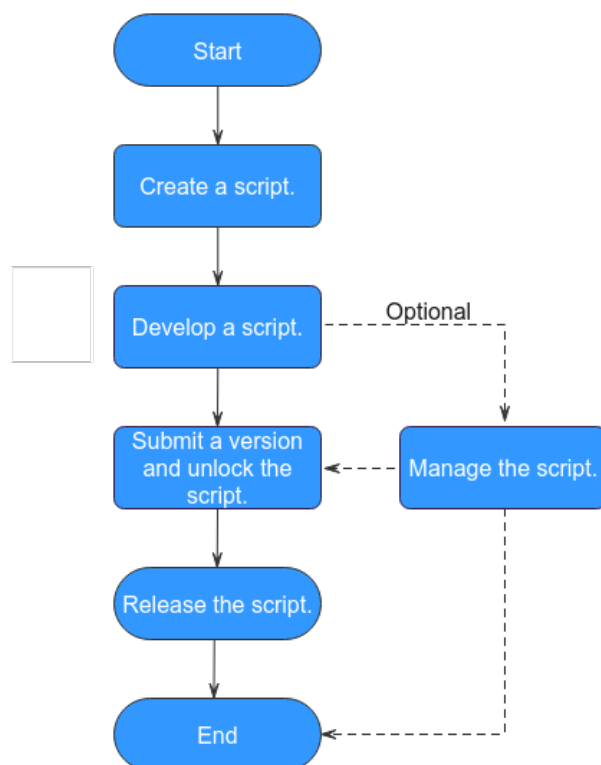 Start
Create a script.
Develop a script.
Optional
Submit a version
and unlock the
script.
Manage the script.
Release the script.
End